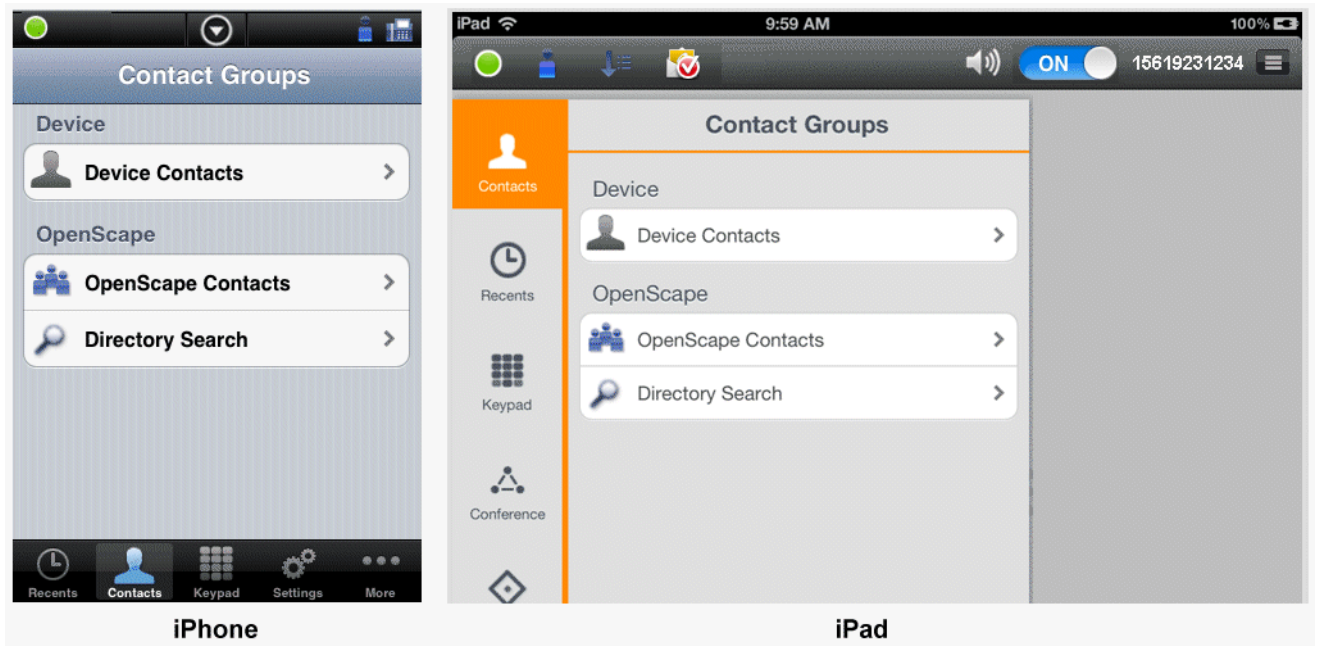 Contact Groups
Device
Device Contacts
OpenScape
OpenScape Contacts
Directory Search
Recents Contacts Keypad Settings More
iPhone
iPad 9:59 AM 100%
ON 15619231234
Contacts
Recents
Keypad
Conference
Contact Groups
Device
Device Contacts
OpenScape
OpenScape Contacts
Directory Search
iPad